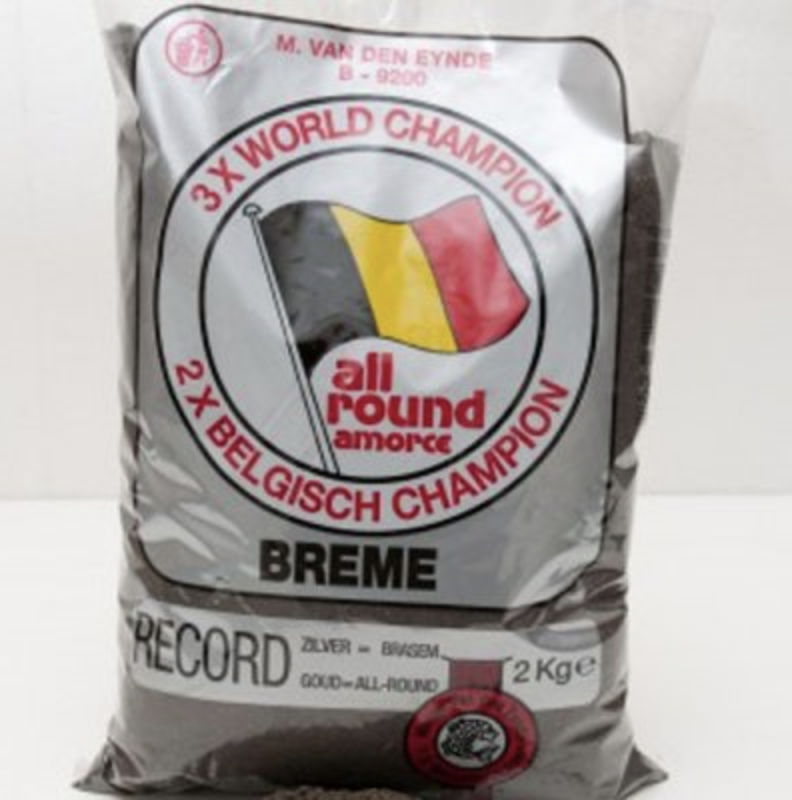 M. VAN DEN EYNDE
B - 9200
3 X WORLD CHAMPION
all
round
amorce
2 X BELGISCH CHAMPION
BREME
RECORD
ZILVER = BRASEM
GOUD = ALL-ROUND
2 Kg e